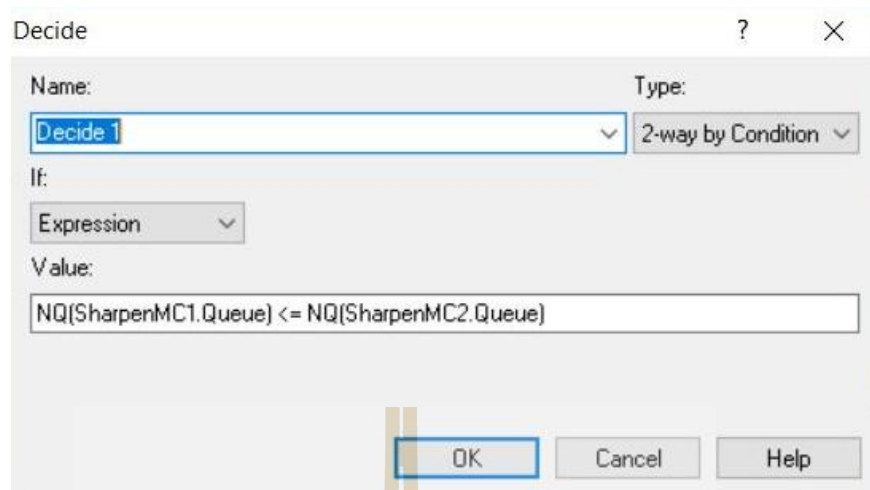 Decide ?
Name: Type:
Decide 1 2-way by Condition
If:
Expression
Value:
NQ(SharpenMC1.Queue) <= NQ(SharpenMC2.Queue)
OK Cancel Help